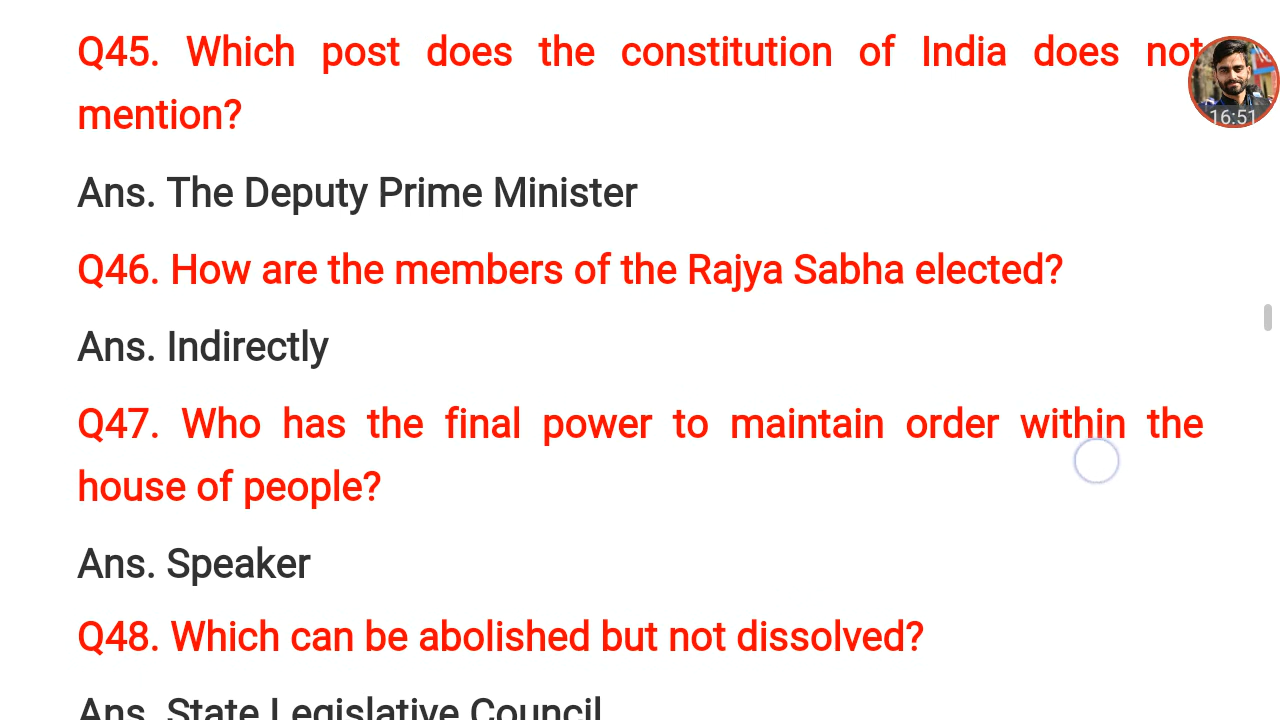 Q45. Which post does the constitution of India does not
mention?
16:51
Ans. The Deputy Prime Minister
Q46. How are the members of the Rajya Sabha elected?
Ans. Indirectly
Q47. Who has the final power to maintain order within the
house of people?
Ans. Speaker
Q48. Which can be abolished but not dissolved?
Ans. State Legislative Council